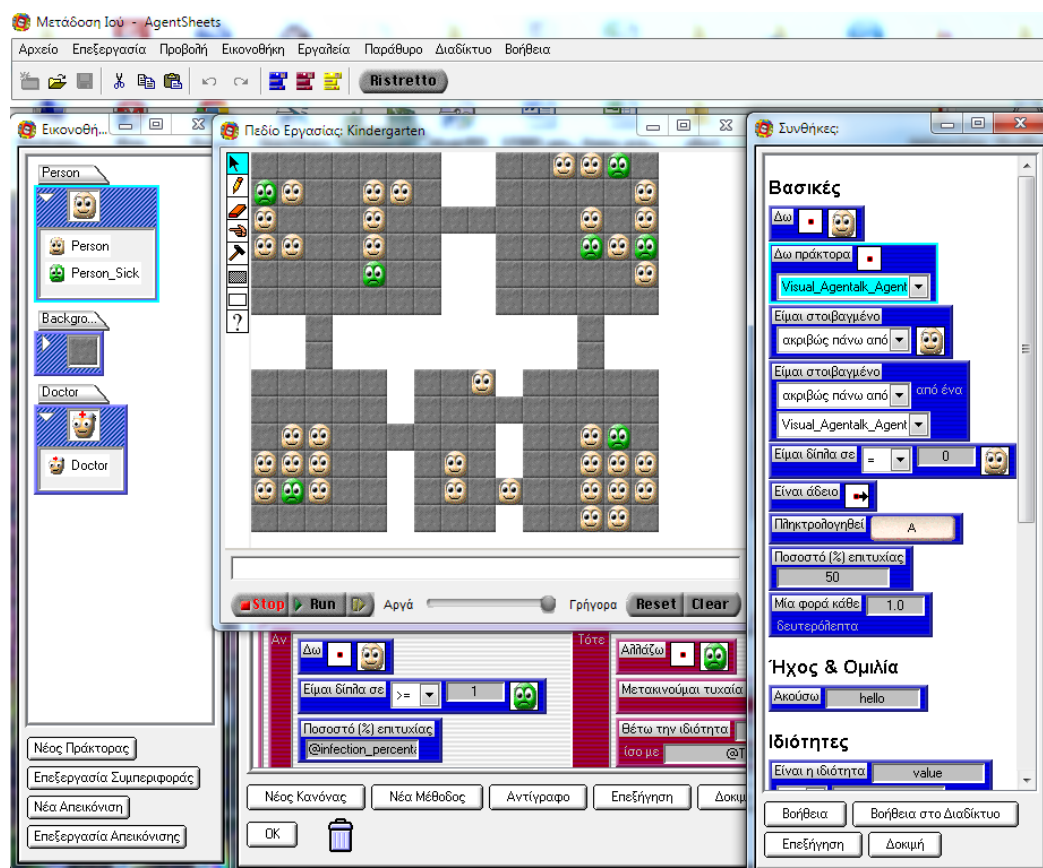 Μετάδοση Ιού - AgentSheets
Αρχείο Επεξεργασία Προβολή Εικονοθήκη Εργαλεία Παράθυρο Διαδίκτυο Βοήθεια
Ristretto
Εικονοθή...
Person
Person
Person_Sick
Backgro...
Doctor
Doctor
Νέος Πράκτορας
Επεξεργασία Συμπεριφοράς
Νέα Απεικόνιση
Επεξεργασία Απεικόνισης
Πεδίο Εργασίας: Kindergarten
?
Stop Run Αργά Γρήγορα Reset Clear
Αν
Δω
Είμαι δίπλα σε >= 1
Ποσοστό (%) επιτυχίας
@infection_percenta
Τότε
Αλλάζω
Μετακινούμαι τυχαία
Θέτω την ιδιότητα
ίσο με @T
Νέος Κανόνας Νέα Μέθοδος Αντίγραφο Επεξήγηση Δοκιμ
OK
Συνθήκες:
Βασικές
Δω
Δω πράκτορα
Visual_Agentalk_Agent
Είμαι στοιβαγμένο
ακριβώς πάνω από
Είμαι στοιβαγμένο
ακριβώς πάνω από από ένα
Visual_Agentalk_Agent
Είμαι δίπλα σε = 0
Είναι άδειο
Πληκτρολογηθεί A
Ποσοστό (%) επιτυχίας
50
Μία φορά κάθε 1.0
δευτερόλεπτα
Ήχος & Ομιλία
Ακούσω hello
Ιδιότητες
Είναι η ιδιότητα value
Βοήθεια Βοήθεια στο Διαδίκτυο
Επεξήγηση Δοκιμή